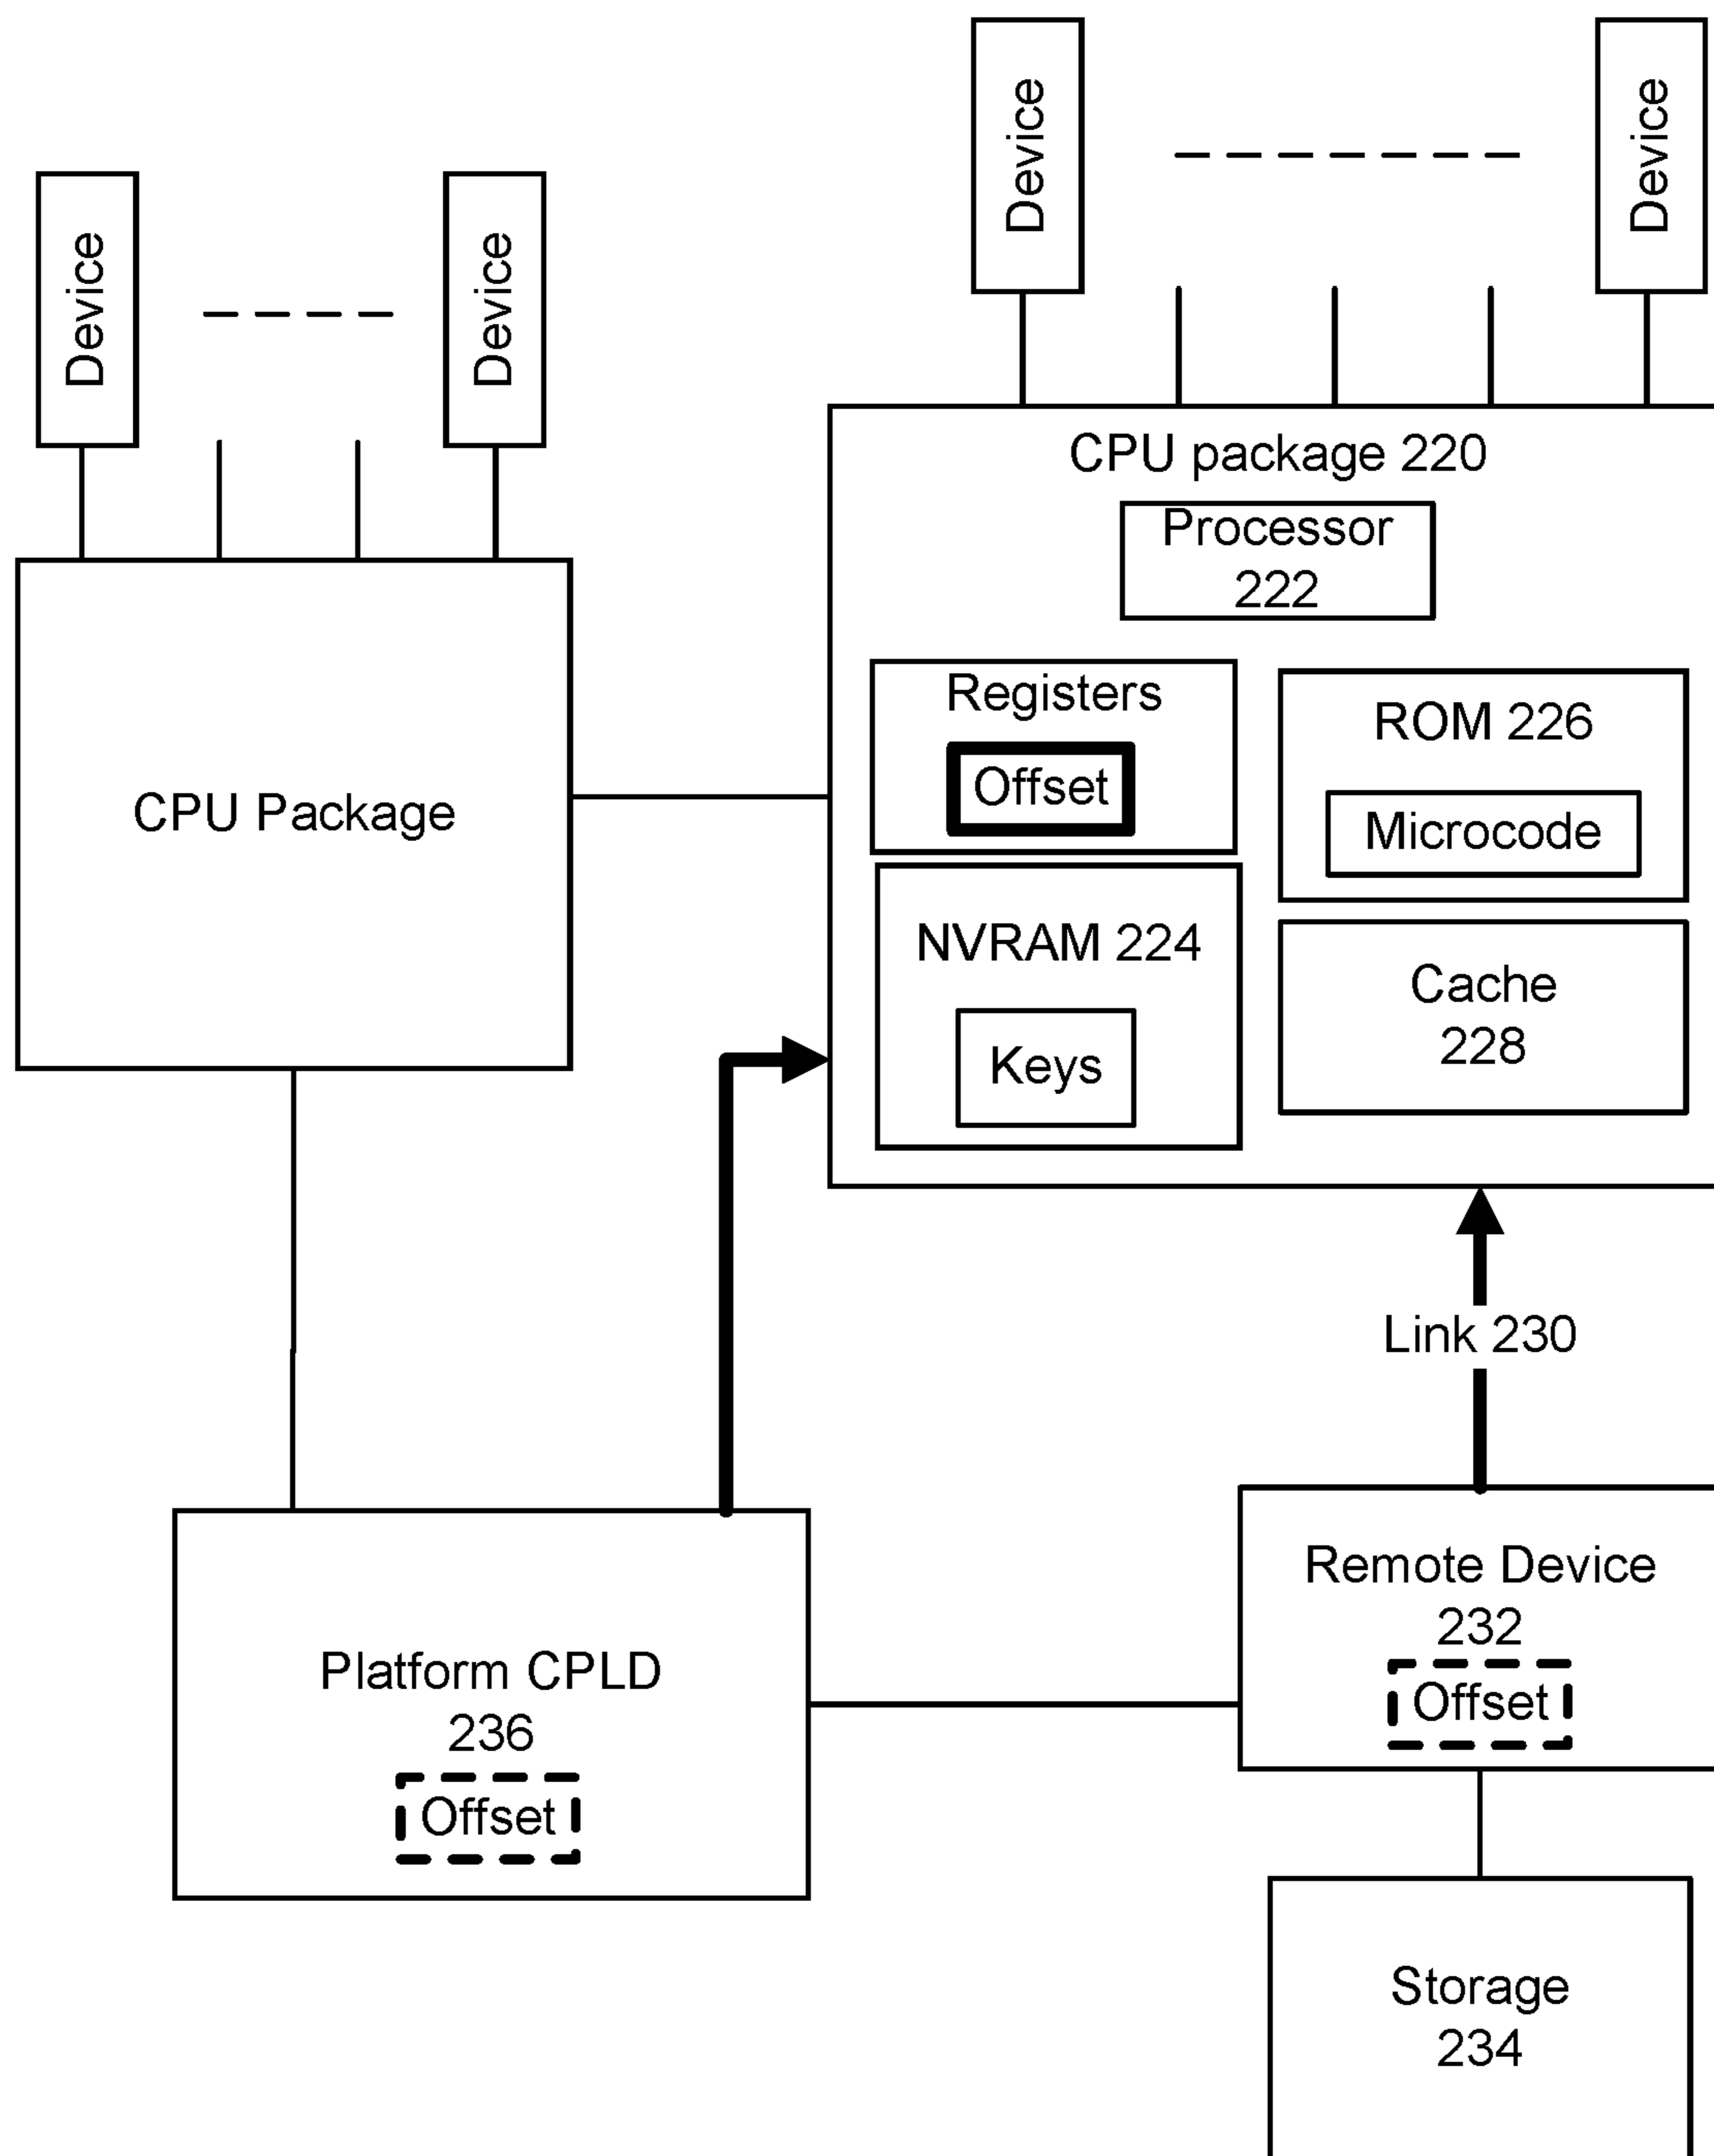 Device
Device
Device
Device
CPU package 220
Processor
222
Registers
Offset
ROM 226
Microcode
CPU Package
NVRAM 224
Keys
Cache
228
Link 230
Remote Device
232
Offset
Platform CPLD
236
Offset
Storage
234